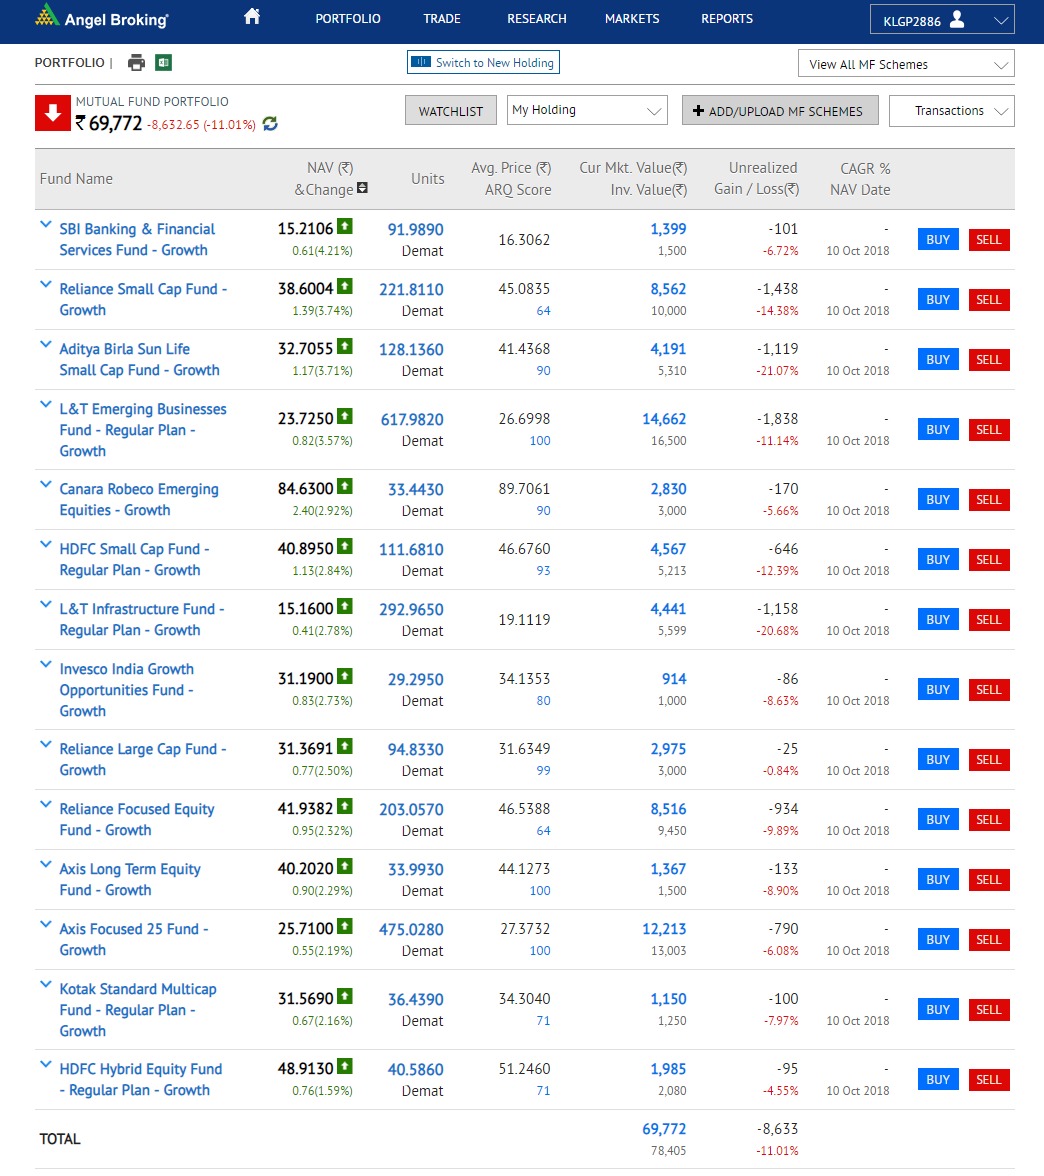 Angel Broking
PORTFOLIO TRADE RESEARCH MARKETS REPORTS KLGP2886
PORTFOLIO | Switch to New Holding View All MF Schemes
MUTUAL FUND PORTFOLIO
₹ 69,772 -8,632.65 (-11.01%) WATCHLIST My Holding + ADD/UPLOAD MF SCHEMES Transactions
Fund Name NAV (₹) &Change Units Avg. Price (₹) ARQ Score Cur Mkt. Value(₹) Inv. Value(₹) Unrealized Gain / Loss(₹) CAGR % NAV Date
SBI Banking & Financial 15.2106 91.9890 16.3062 1,399 -101 - BUY SELL
Services Fund - Growth 0.61(4.21%) Demat 1,500 -6.72% 10 Oct 2018
Reliance Small Cap Fund - 38.6004 221.8110 45.0835 8,562 -1,438 - BUY SELL
Growth 1.39(3.74%) Demat 64 10,000 -14.38% 10 Oct 2018
Aditya Birla Sun Life 32.7055 128.1360 41.4368 4,191 -1,119 - BUY SELL
Small Cap Fund - Growth 1.17(3.71%) Demat 90 5,310 -21.07% 10 Oct 2018
L&T Emerging Businesses
Fund - Regular Plan - 23.7250 617.9820 26.6998 14,662 -1,838 - BUY SELL
Growth 0.82(3.57%) Demat 100 16,500 -11.14% 10 Oct 2018
Canara Robeco Emerging 84.6300 33.4430 89.7061 2,830 -170 - BUY SELL
Equities - Growth 2.40(2.92%) Demat 90 3,000 -5.66% 10 Oct 2018
HDFC Small Cap Fund - 40.8950 111.6810 46.6760 4,567 -646 - BUY SELL
Regular Plan - Growth 1.13(2.84%) Demat 93 5,213 -12.39% 10 Oct 2018
L&T Infrastructure Fund - 15.1600 292.9650 19.1119 4,441 -1,158 - BUY SELL
Regular Plan - Growth 0.41(2.78%) Demat 5,599 -20.68% 10 Oct 2018
Invesco India Growth
Opportunities Fund - 31.1900 29.2950 34.1353 914 -86 - BUY SELL
Growth 0.83(2.73%) Demat 80 1,000 -8.63% 10 Oct 2018
Reliance Large Cap Fund - 31.3691 94.8330 31.6349 2,975 -25 - BUY SELL
Growth 0.77(2.50%) Demat 99 3,000 -0.84% 10 Oct 2018
Reliance Focused Equity 41.9382 203.0570 46.5388 8,516 -934 - BUY SELL
Fund - Growth 0.95(2.32%) Demat 64 9,450 -9.89% 10 Oct 2018
Axis Long Term Equity 40.2020 33.9930 44.1273 1,367 -133 - BUY SELL
Fund - Growth 0.90(2.29%) Demat 100 1,500 -8.90% 10 Oct 2018
Axis Focused 25 Fund - 25.7100 475.0280 27.3732 12,213 -790 - BUY SELL
Growth 0.55(2.19%) Demat 100 13,003 -6.08% 10 Oct 2018
Kotak Standard Multicap
Fund - Regular Plan - 31.5690 36.4390 34.3040 1,150 -100 - BUY SELL
Growth 0.67(2.16%) Demat 71 1,250 -7.97% 10 Oct 2018
HDFC Hybrid Equity Fund 48.9130 40.5860 51.2460 1,985 -95 - BUY SELL
- Regular Plan - Growth 0.76(1.59%) Demat 71 2,080 -4.55% 10 Oct 2018
TOTAL 69,772 -8,633
78,405 -11.01%